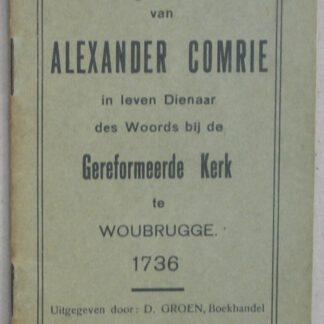 van
ALEXANDER COMRIE
in leven Dienaar
des Woords bij de
Gereformeerde Kerk
te
WOUBRUGGE.
1736
Uitgegeven door: D. GROEN, Boekhandel